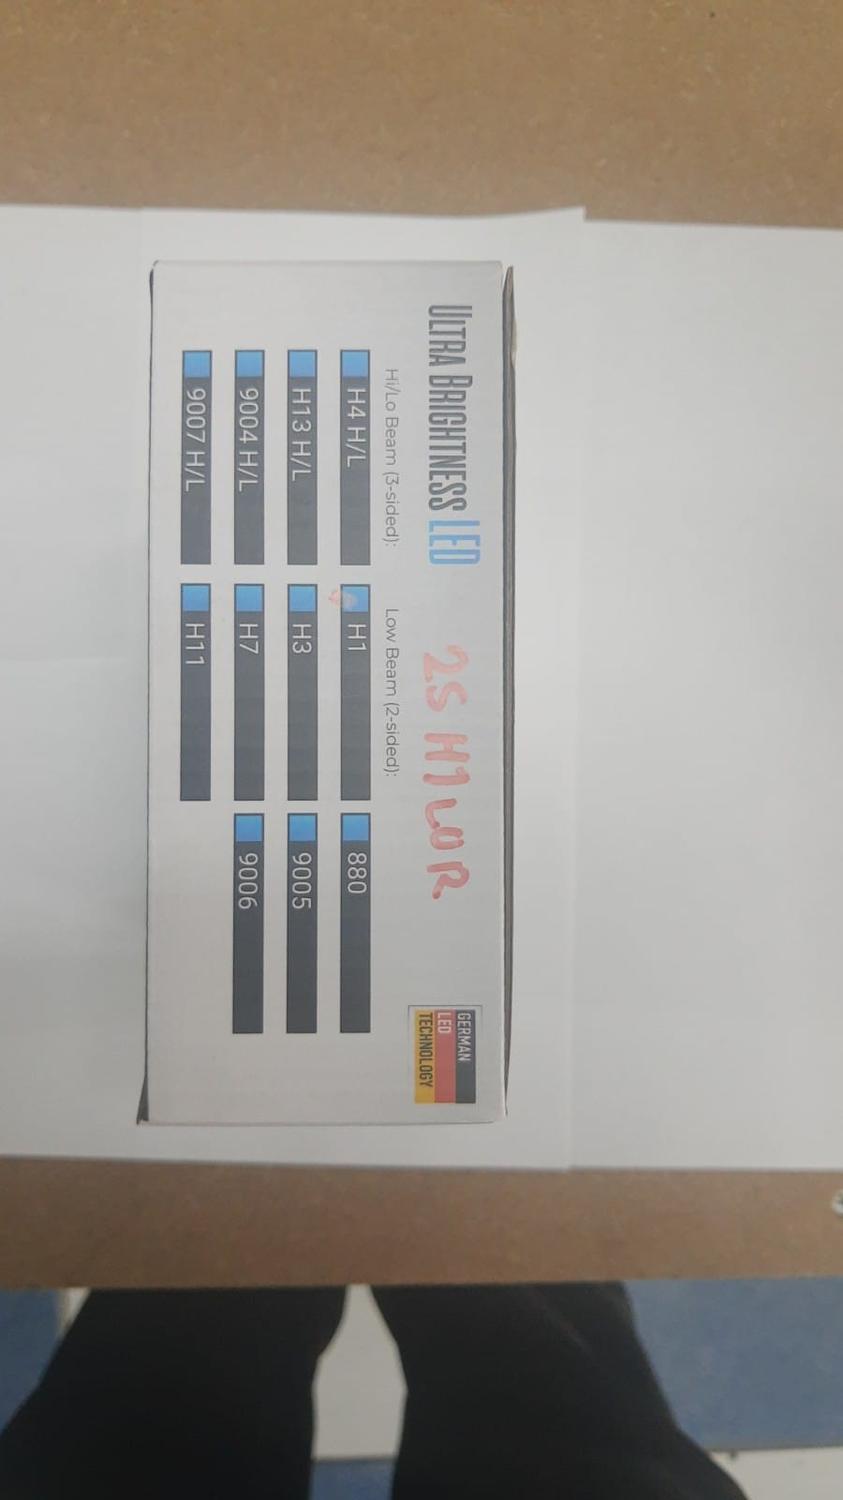 ULTRA BRIGHTNESS LED
2S H1 LO R
GERMAN
LED
TECHNOLOGY
Hi/Lo Beam (3-sided):
Low Beam (2-sided):
H4 H/L
H1
880
H13 H/L
H3
9005
9004 H/L
H7
9006
9007 H/L
H11